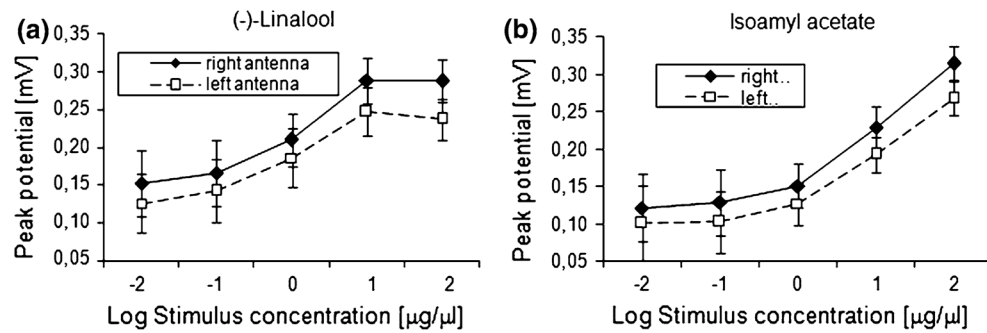 (a)
(-)-Linalool
Peak potential [mV]
0,35
0,30
0,25
0,20
0,15
0,10
0,05
right antenna
left antenna
-2 -1 0 1 2
Log Stimulus concentration [µg/µl]
(b)
Isoamyl acetate
Peak potential [mV]
0,35
0,30
0,25
0,20
0,15
0,10
0,05
right..
left..
-2 -1 0 1 2
Log Stimulus concentration [µg/µl]